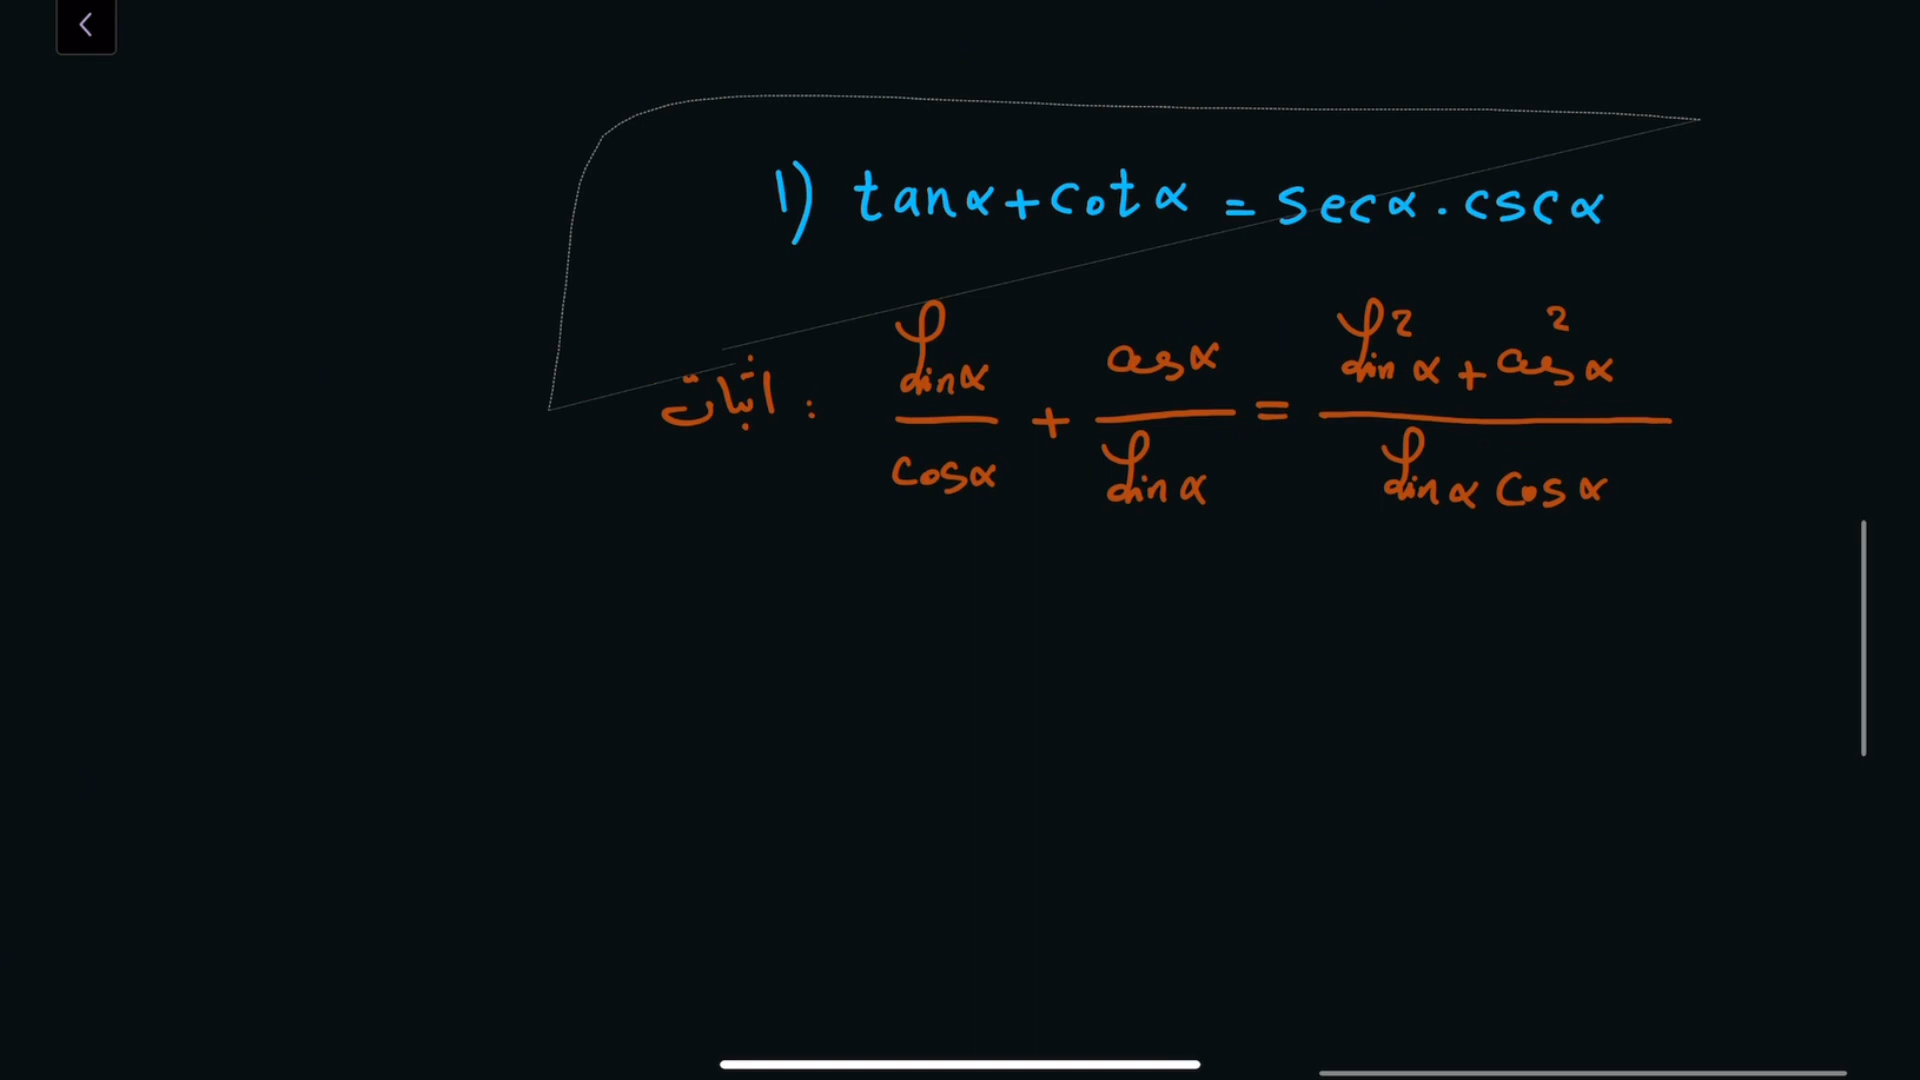 1) tanα + cotα = secα . cscα
اثبات : sinα/cosα + cosα/sinα = sin²α + cos²α/sinα cosα